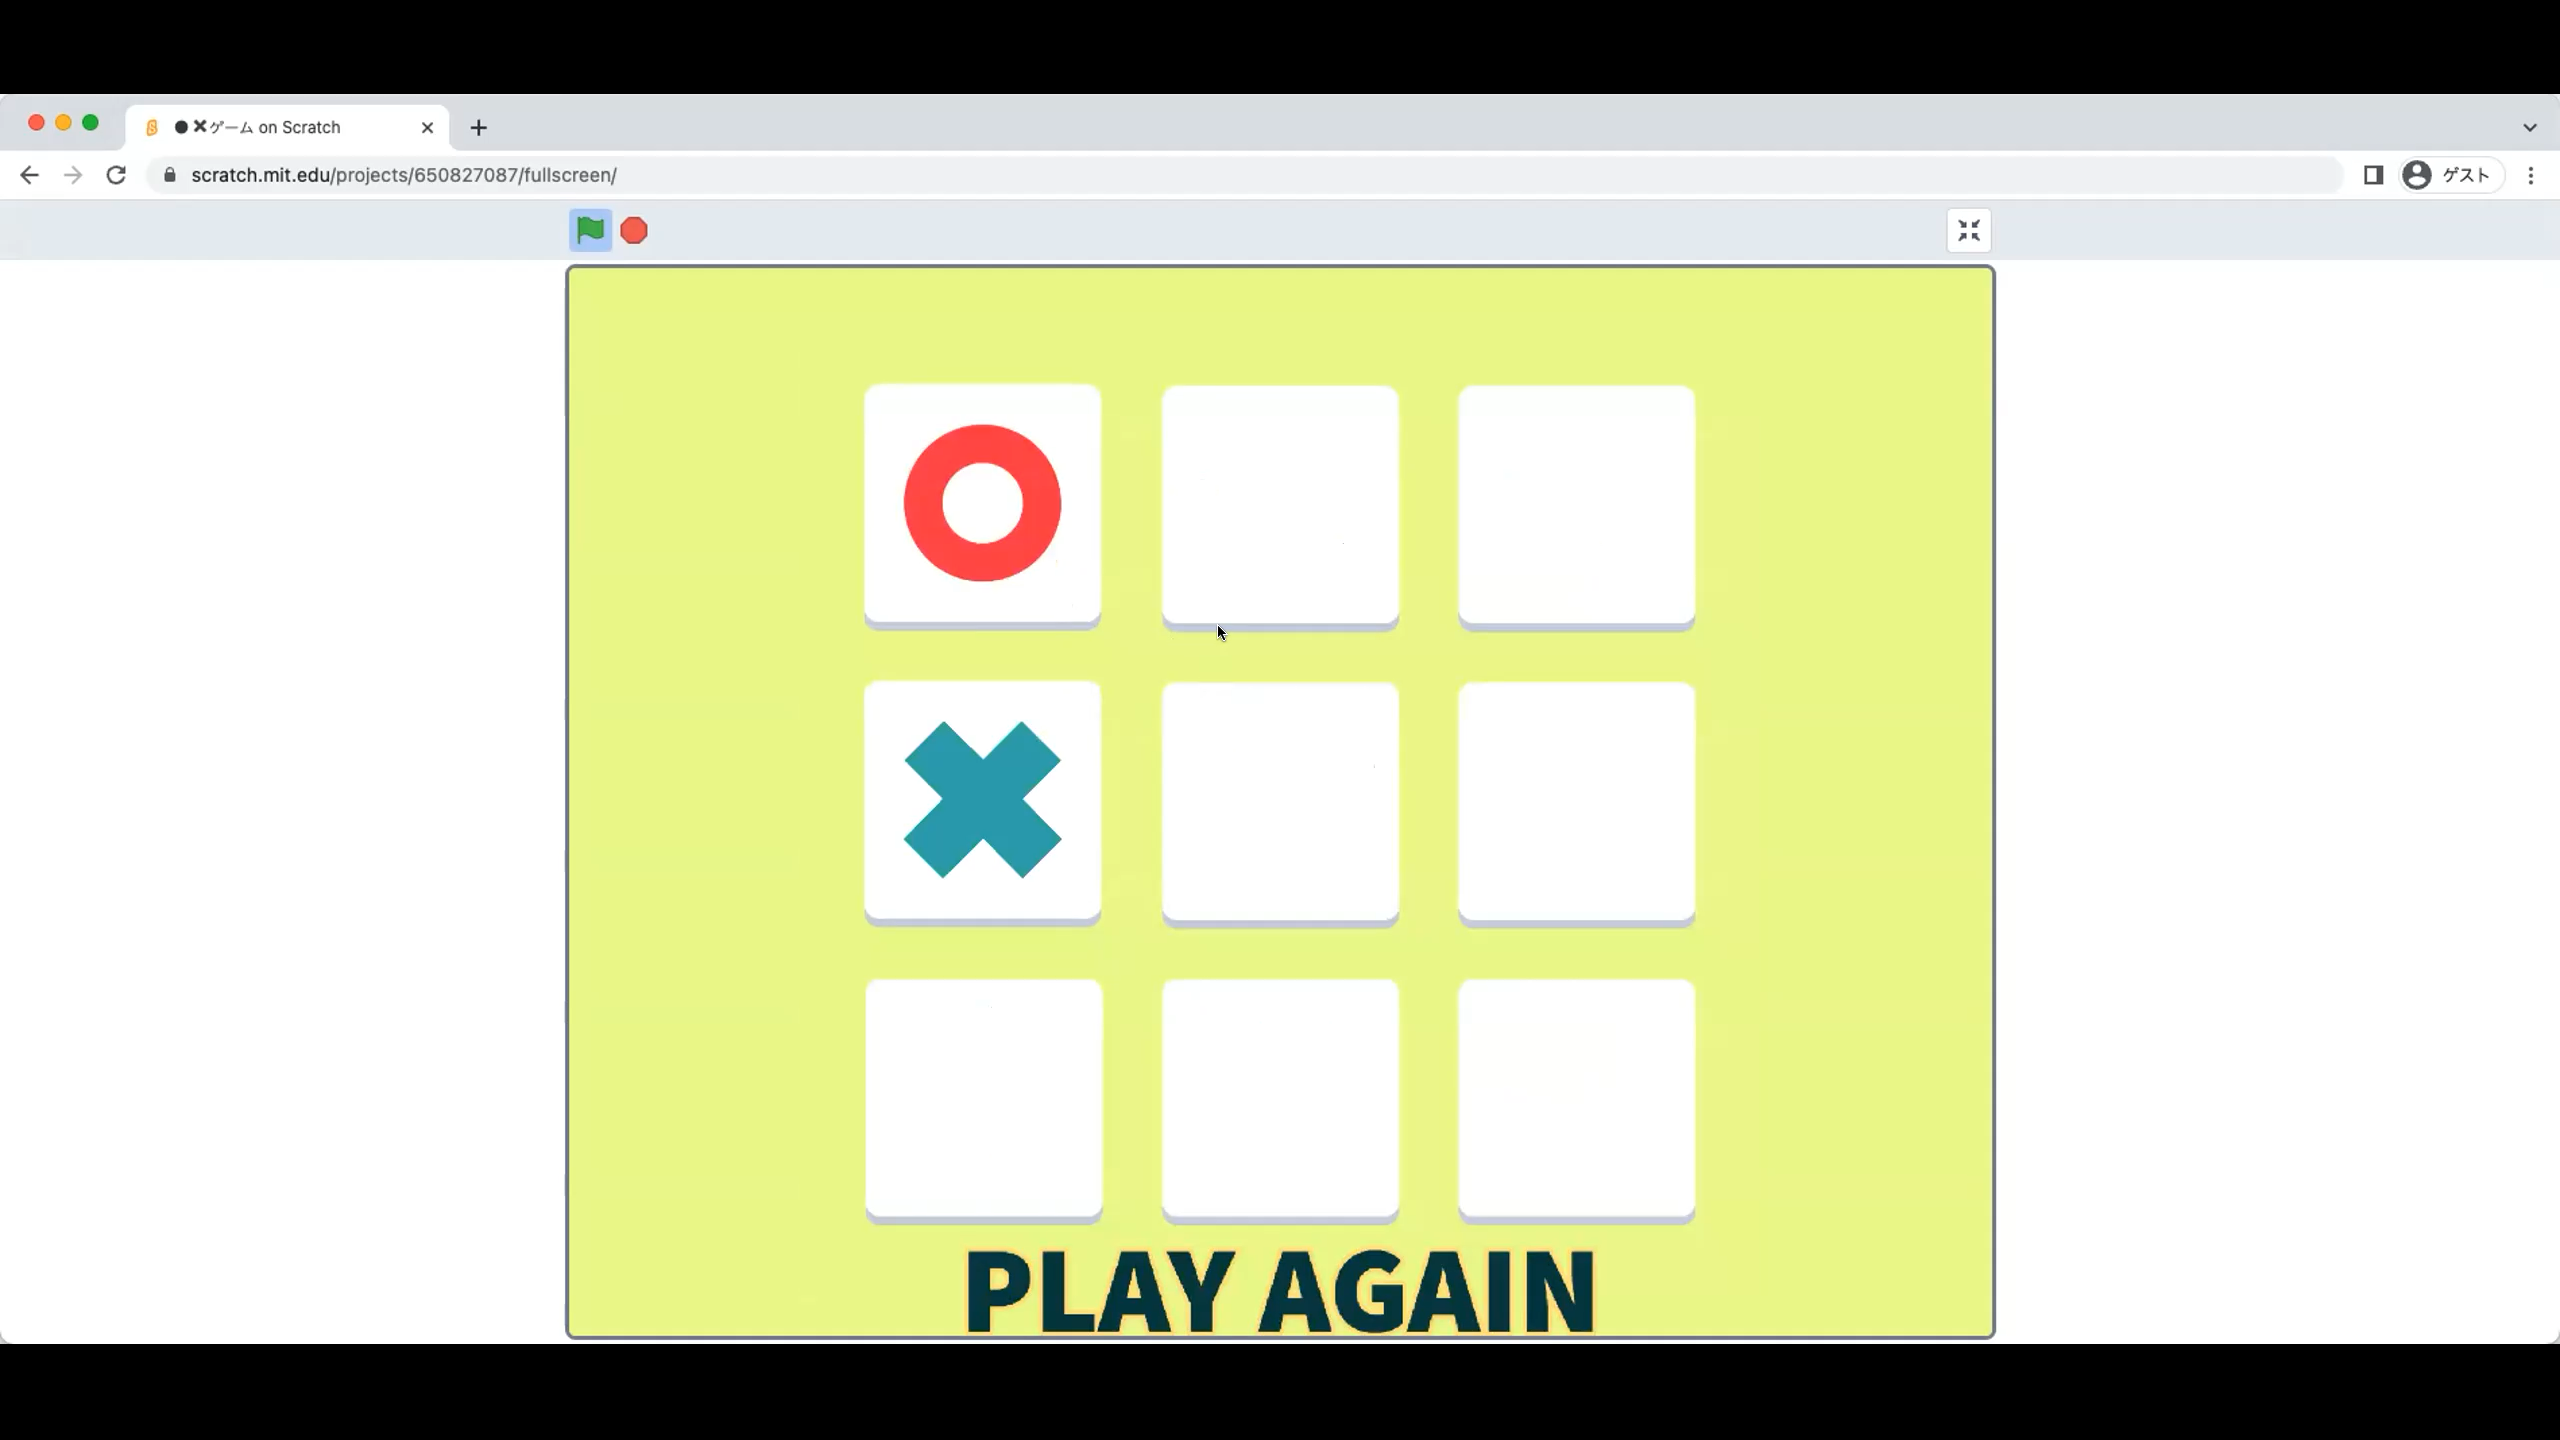 ●✖ゲーム on Scratch
scratch.mit.edu/projects/650827087/fullscreen/
ゲスト
PLAY AGAIN